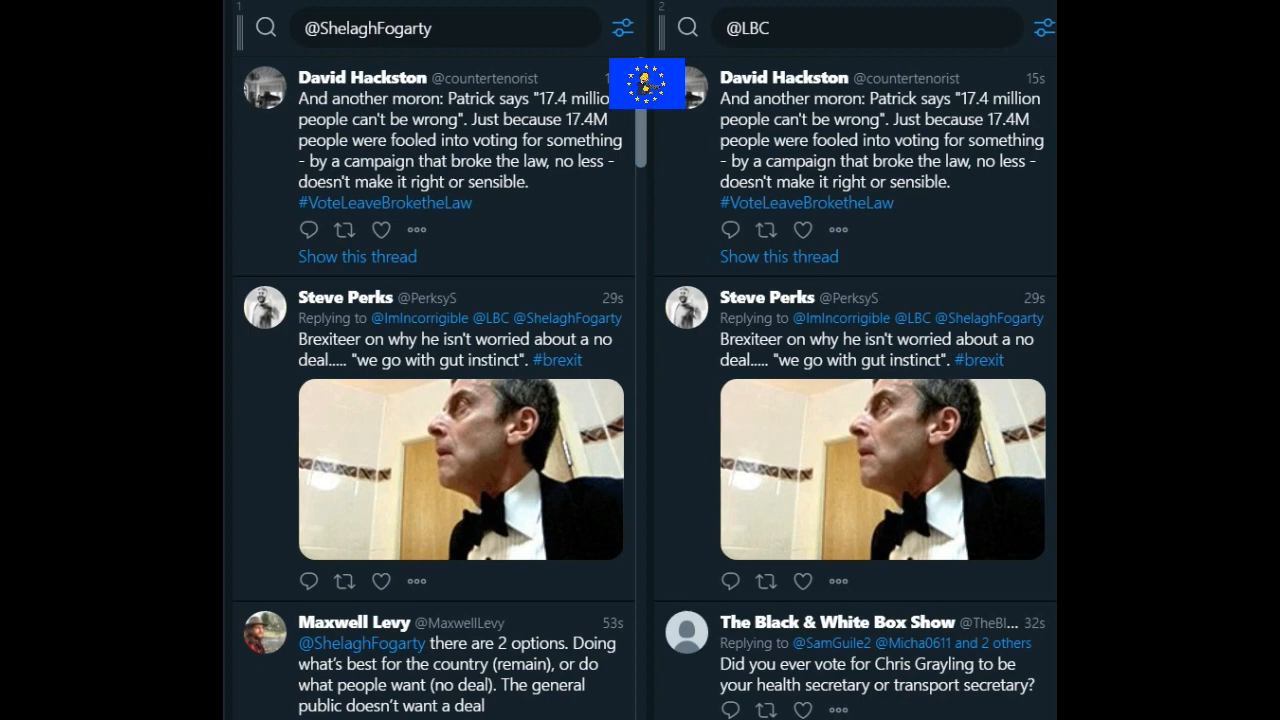 1
@ShelaghFogarty
David Hackston @countertenorist
And another moron: Patrick says "17.4 millio
people can't be wrong". Just because 17.4M
people were fooled into voting for something
- by a campaign that broke the law, no less -
doesn't make it right or sensible.
#VoteLeaveBroketheLaw
Show this thread
Steve Perks @PerksyS 29s
Replying to @ImIncorrigible @LBC @ShelaghFogarty
Brexiteer on why he isn't worried about a no
deal..... "we go with gut instinct". #brexit
Maxwell Levy @MaxwellLevy 53s
@ShelaghFogarty there are 2 options. Doing
what's best for the country (remain), or do
what people want (no deal). The general
public doesn't want a deal
2
@LBC
David Hackston @countertenorist 15s
And another moron: Patrick says "17.4 million
people can't be wrong". Just because 17.4M
people were fooled into voting for something
- by a campaign that broke the law, no less -
doesn't make it right or sensible.
#VoteLeaveBroketheLaw
Show this thread
Steve Perks @PerksyS 29s
Replying to @ImIncorrigible @LBC @ShelaghFogarty
Brexiteer on why he isn't worried about a no
deal..... "we go with gut instinct". #brexit
The Black & White Box Show @TheBl... 32s
Replying to @SamGuile2 @Micha0611 and 2 others
Did you ever vote for Chris Grayling to be
your health secretary or transport secretary?